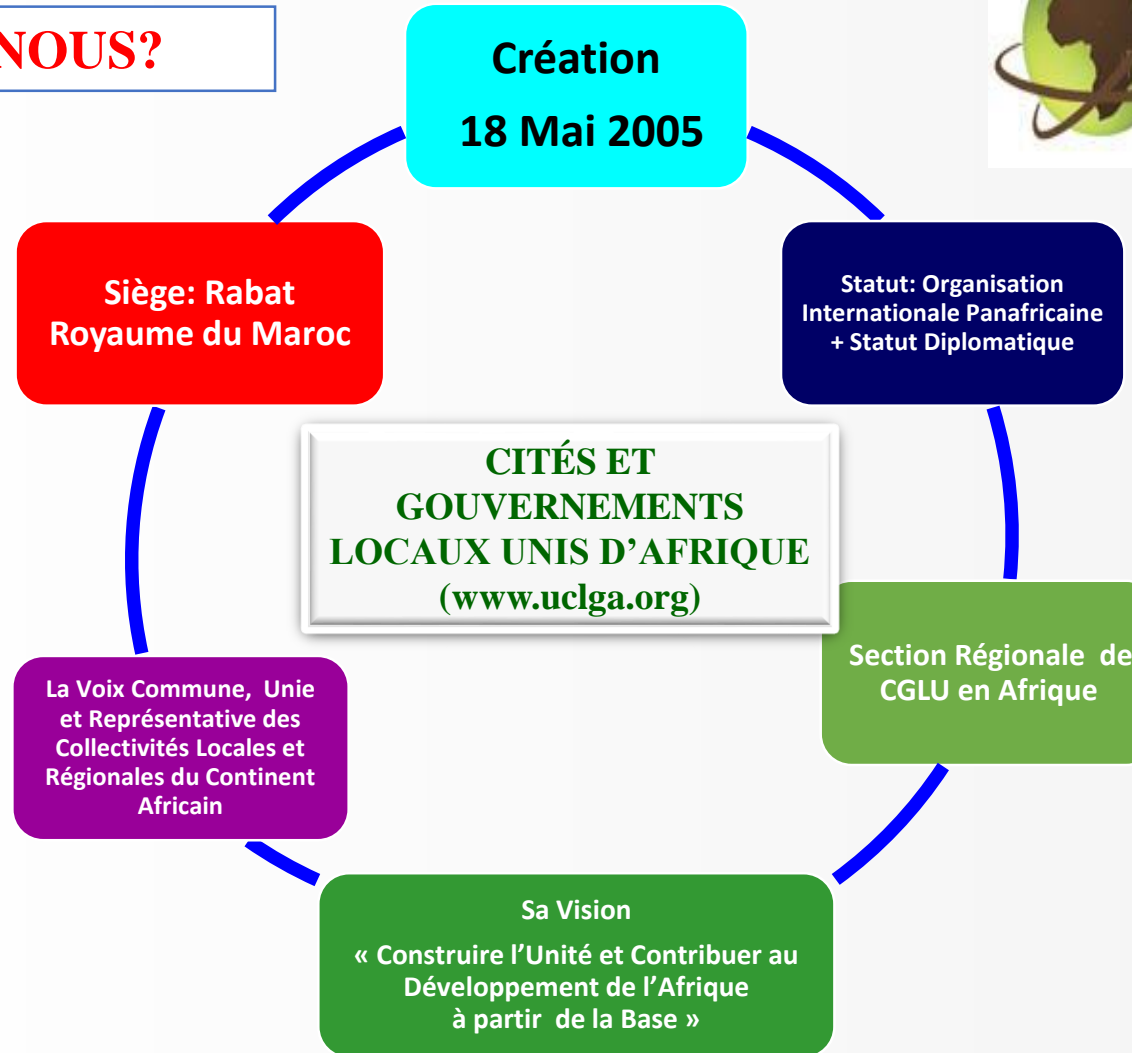 NOUS?
Création
18 Mai 2005
Statut: Organisation
Internationale Panafricaine
+ Statut Diplomatique
Section Régionale de
CGLU en Afrique
Sa Vision
« Construire l’Unité et Contribuer au
Développement de l’Afrique
à partir de la Base »
La Voix Commune, Unie
et Représentative des
Collectivités Locales et
Régionales du Continent
Africain
Siège: Rabat
Royaume du Maroc
CITÉS ET
GOUVERNEMENTS
LOCAUX UNIS D’AFRIQUE
(www.uclga.org)